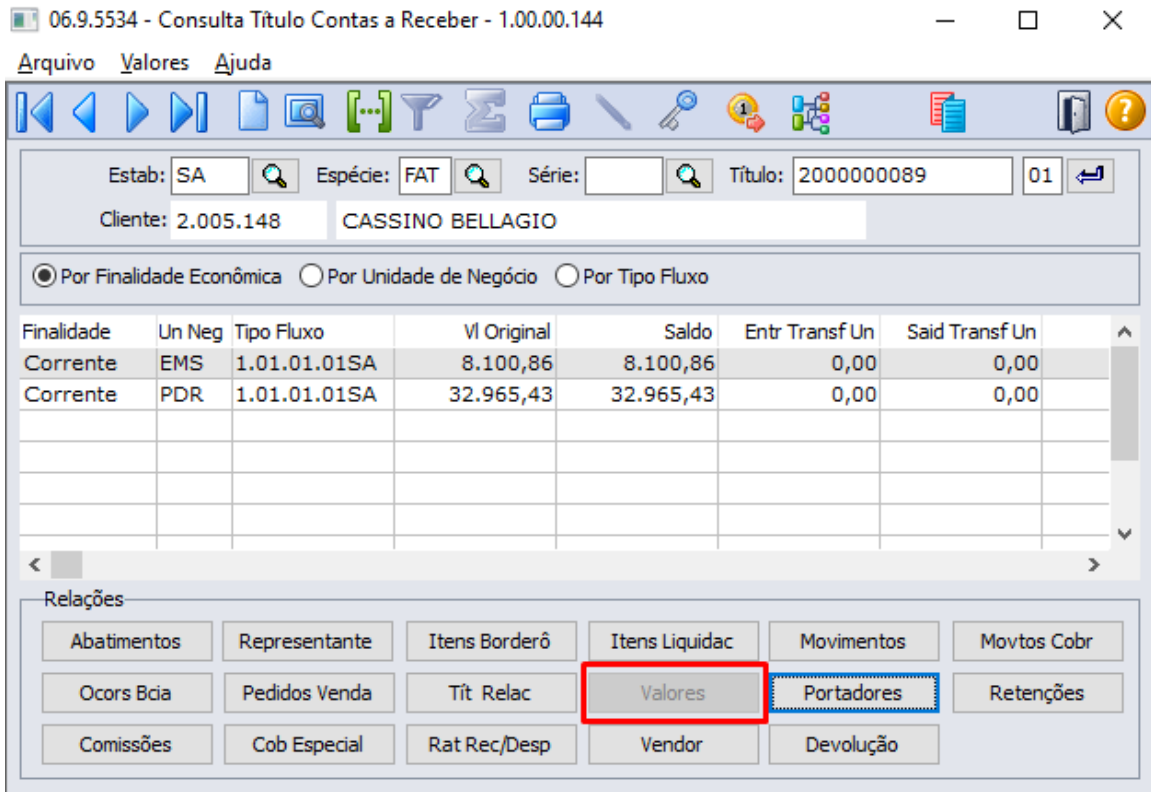 06.9.5534 - Consulta Título Contas a Receber - 1.00.00.144
Arquivo Valores Ajuda
Estab: SA Espécie: FAT Série: Título: 2000000089 01
Cliente: 2.005.148 CASSINO BELLAGIO
Por Finalidade Econômica Por Unidade de Negócio Por Tipo Fluxo
Finalidade Un Neg Tipo Fluxo Vl Original Saldo Entr Transf Un Said Transf Un
Corrente EMS 1.01.01.01SA 8.100,86 8.100,86 0,00 0,00
Corrente PDR 1.01.01.01SA 32.965,43 32.965,43 0,00 0,00
Relações
Abatimentos Representante Itens Borderô Itens Liquidac Movimentos Movtos Cobr
Ocors Bcia Pedidos Venda Tít Relac Valores Portadores Retenções
Comissões Cob Especial Rat Rec/Desp Vendor Devolução